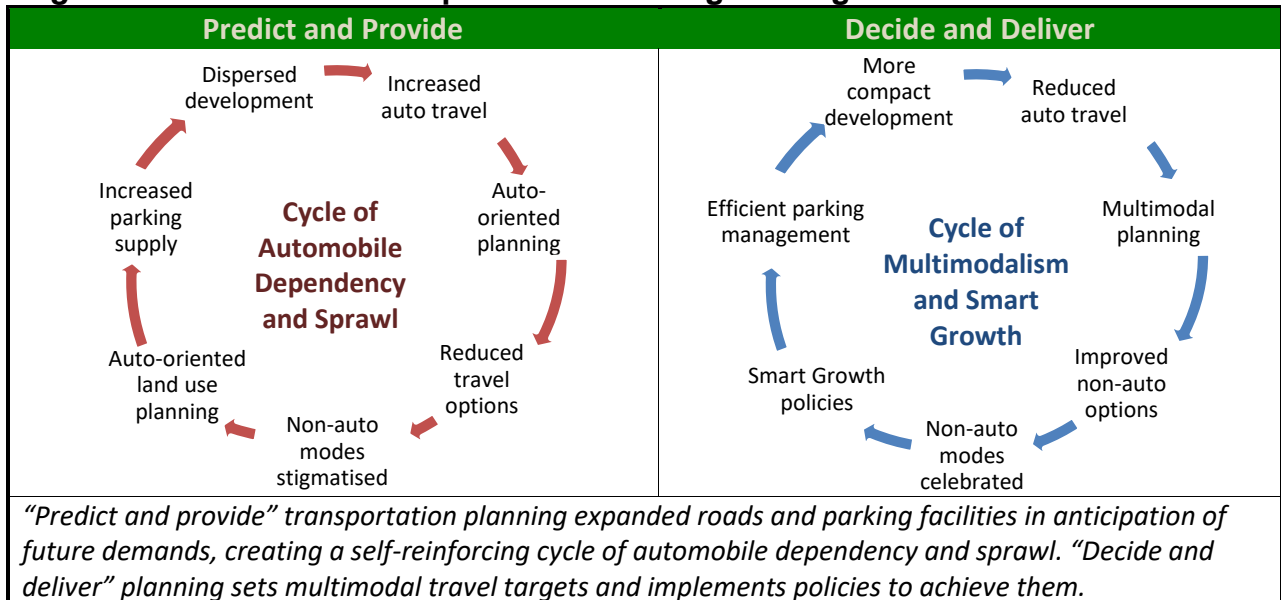 Predict and Provide
Decide and Deliver
Dispersed
development
Increased
auto travel
Auto-
oriented
planning
Reduced
travel
options
Non-auto
modes
stigmatised
Auto-oriented
land use
planning
Increased
parking
supply
Cycle of
Automobile
Dependency
and Sprawl
More
compact
development
Reduced
auto travel
Multimodal
planning
Improved
non-auto
options
Non-auto
modes
celebrated
Smart Growth
policies
Efficient parking
management
Cycle of
Multimodalism
and Smart
Growth
“Predict and provide” transportation planning expanded roads and parking facilities in anticipation of
future demands, creating a self-reinforcing cycle of automobile dependency and sprawl. “Decide and
deliver” planning sets multimodal travel targets and implements policies to achieve them.